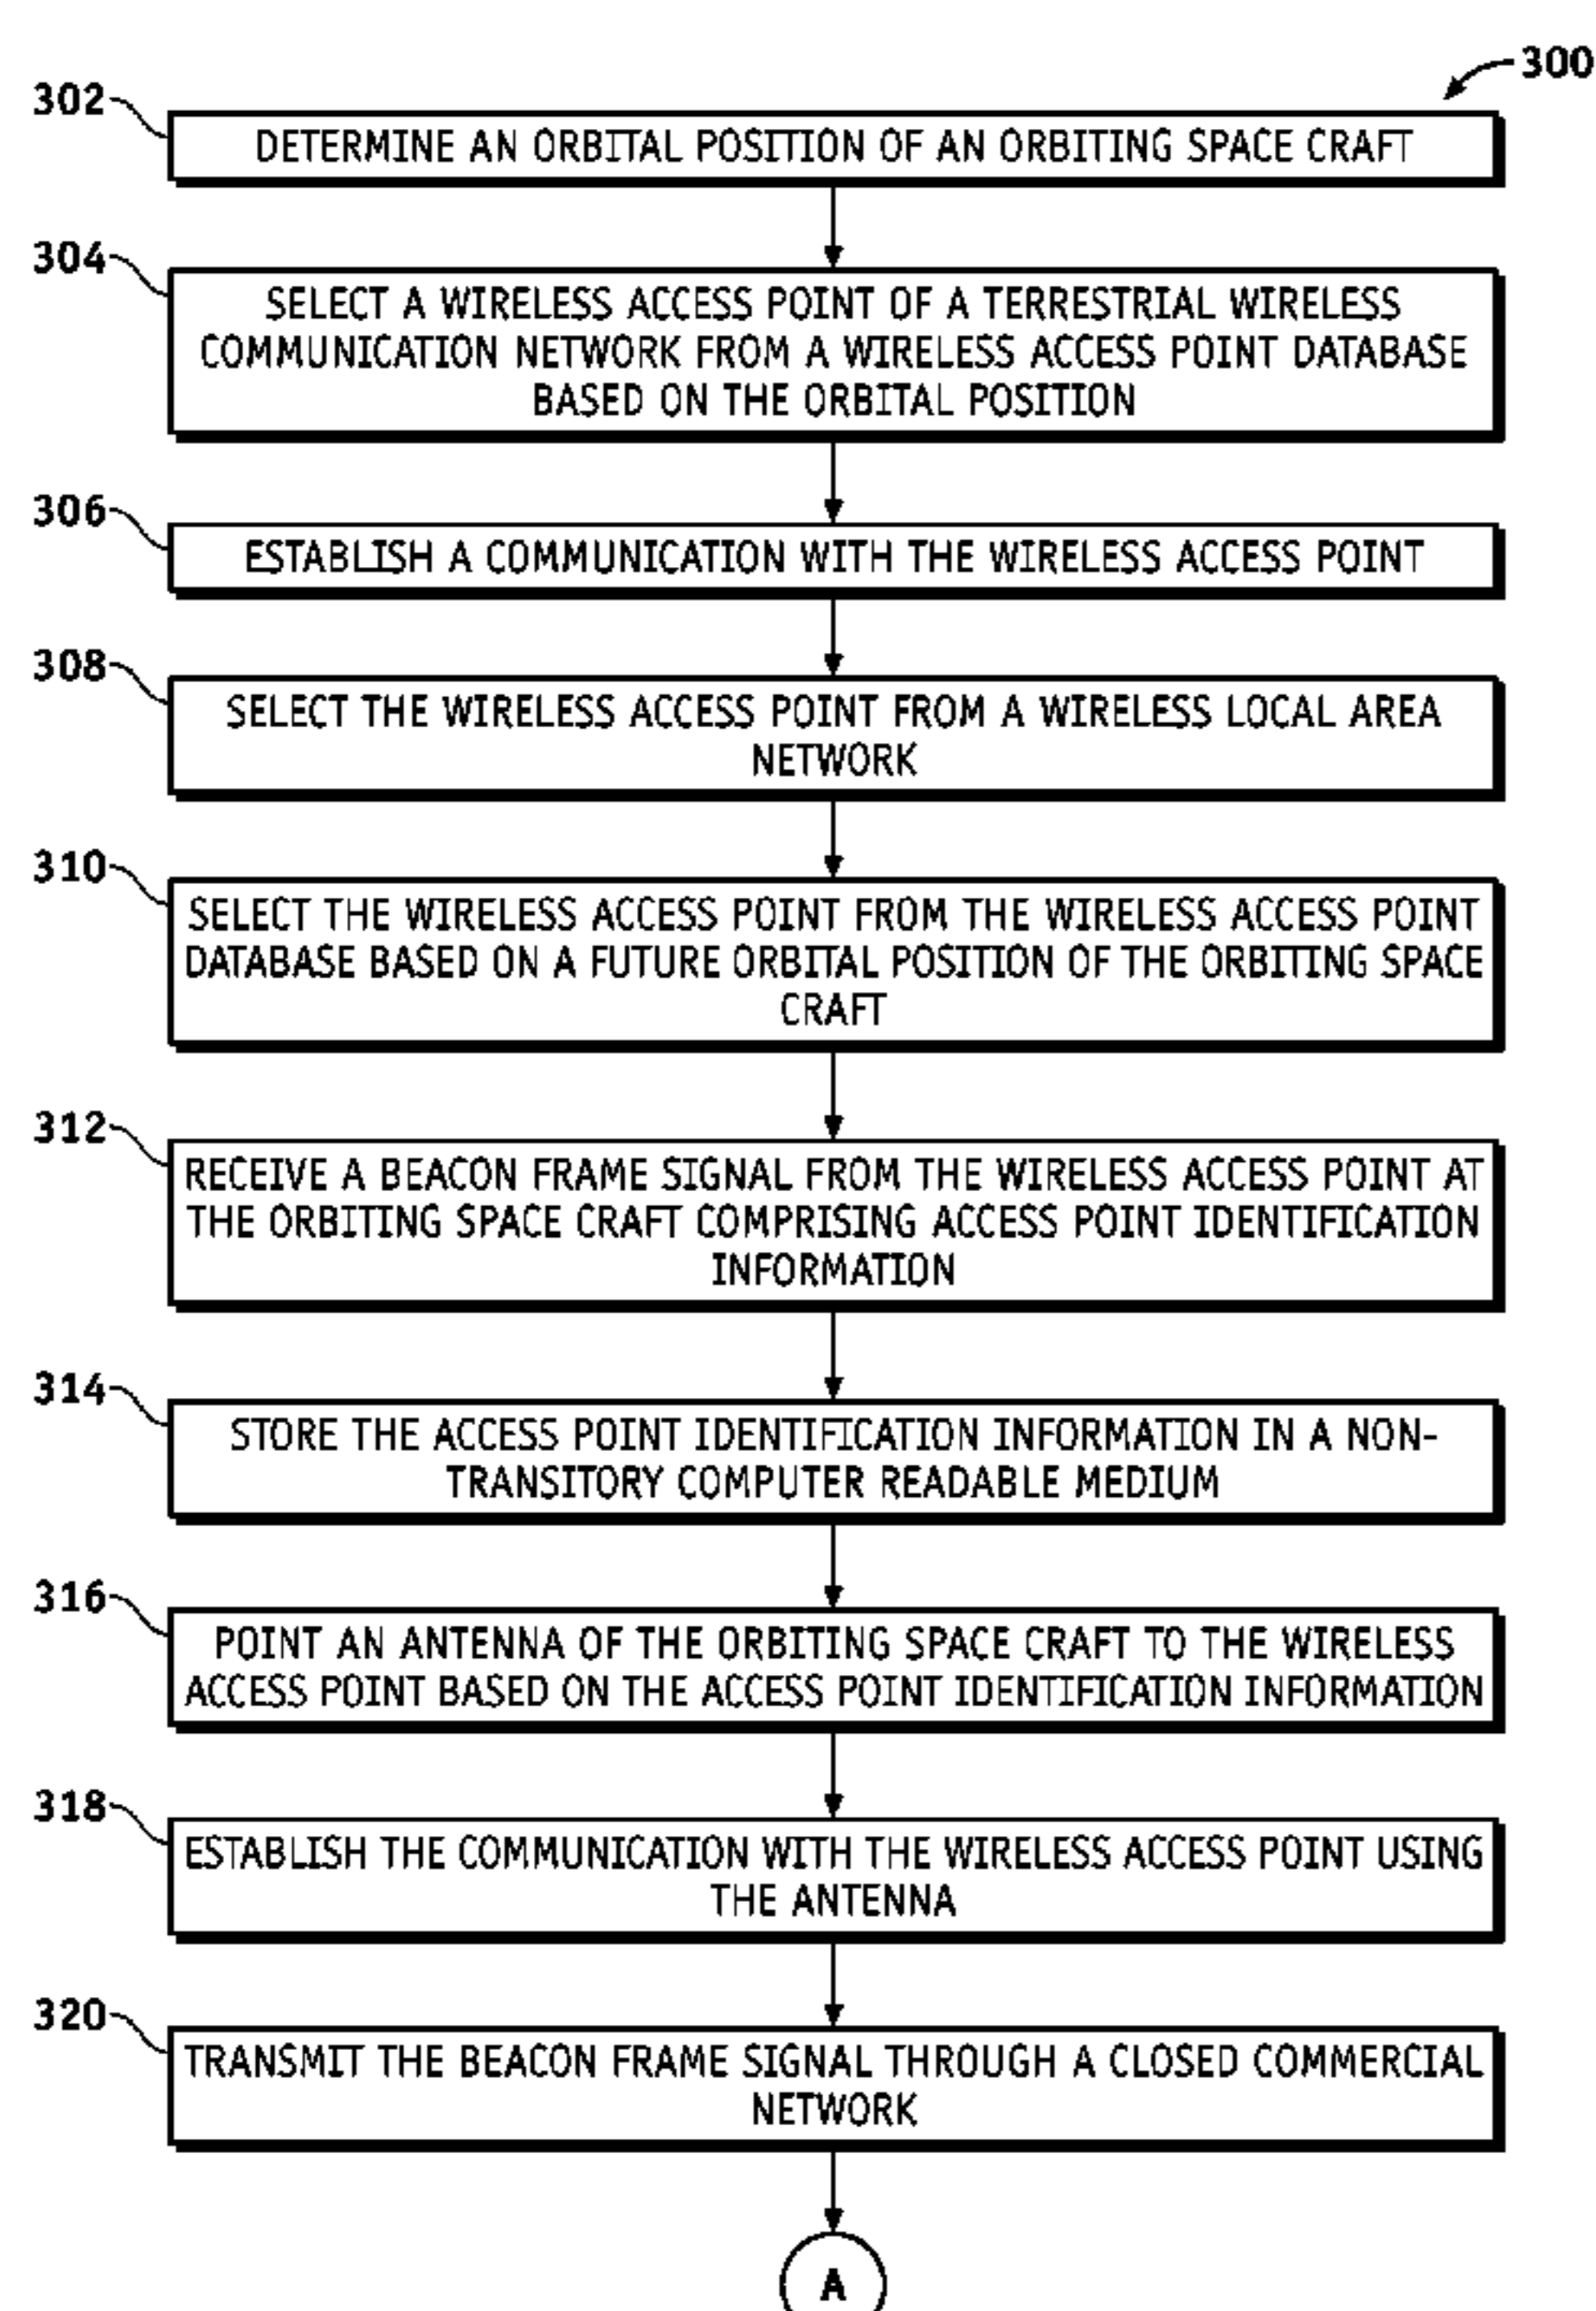 300
302
DETERMINE AN ORBITAL POSITION OF AN ORBITING SPACE CRAFT
304
SELECT A WIRELESS ACCESS POINT OF A TERRESTRIAL WIRELESS
COMMUNICATION NETWORK FROM A WIRELESS ACCESS POINT DATABASE
BASED ON THE ORBITAL POSITION
306
ESTABLISH A COMMUNICATION WITH THE WIRELESS ACCESS POINT
308
SELECT THE WIRELESS ACCESS POINT FROM A WIRELESS LOCAL AREA
NETWORK
310
SELECT THE WIRELESS ACCESS POINT FROM THE WIRELESS ACCESS POINT
DATABASE BASED ON A FUTURE ORBITAL POSITION OF THE ORBITING SPACE
CRAFT
312
RECEIVE A BEACON FRAME SIGNAL FROM THE WIRELESS ACCESS POINT AT
THE ORBITING SPACE CRAFT COMPRISING ACCESS POINT IDENTIFICATION
INFORMATION
314
STORE THE ACCESS POINT IDENTIFICATION INFORMATION IN A NON-
TRANSITORY COMPUTER READABLE MEDIUM
316
POINT AN ANTENNA OF THE ORBITING SPACE CRAFT TO THE WIRELESS
ACCESS POINT BASED ON THE ACCESS POINT IDENTIFICATION INFORMATION
318
ESTABLISH THE COMMUNICATION WITH THE WIRELESS ACCESS POINT USING
THE ANTENNA
320
TRANSMIT THE BEACON FRAME SIGNAL THROUGH A CLOSED COMMERCIAL
NETWORK
A